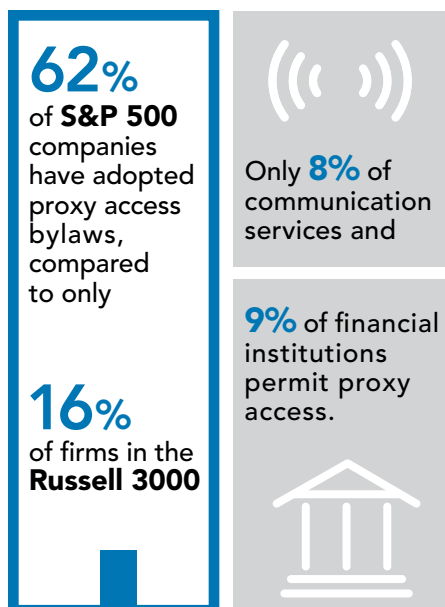 62%
of S&P 500
companies
have adopted
proxy access
bylaws,
compared
to only
16%
of firms in the
Russell 3000
Only 8% of
communication
services and
9% of financial
institutions
permit proxy
access.